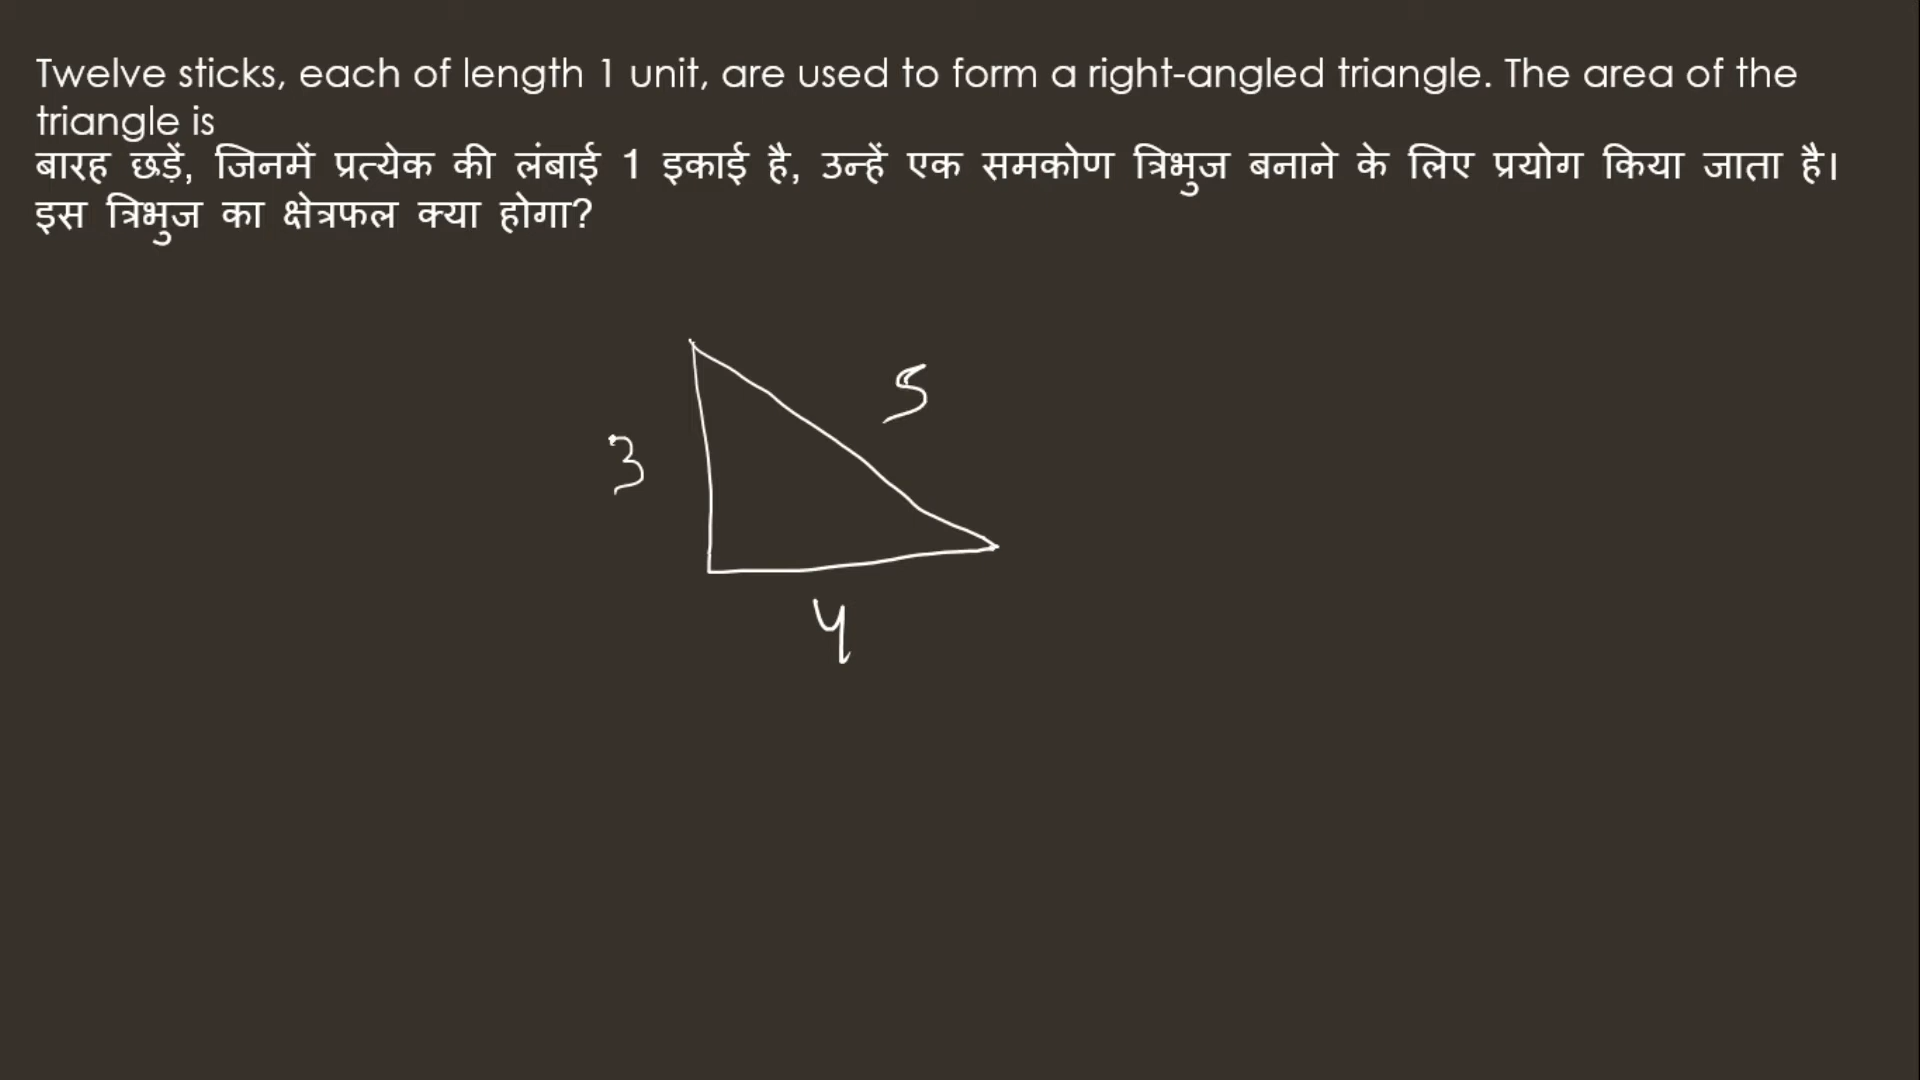 Twelve sticks, each of length 1 unit, are used to form a right-angled triangle. The area of the
triangle is
बारह छड़ें, जिनमें प्रत्येक की लंबाई 1 इकाई है, उन्हें एक समकोण त्रिभुज बनाने के लिए प्रयोग किया जाता है।
इस त्रिभुज का क्षेत्रफल क्या होगा?
5
3
4